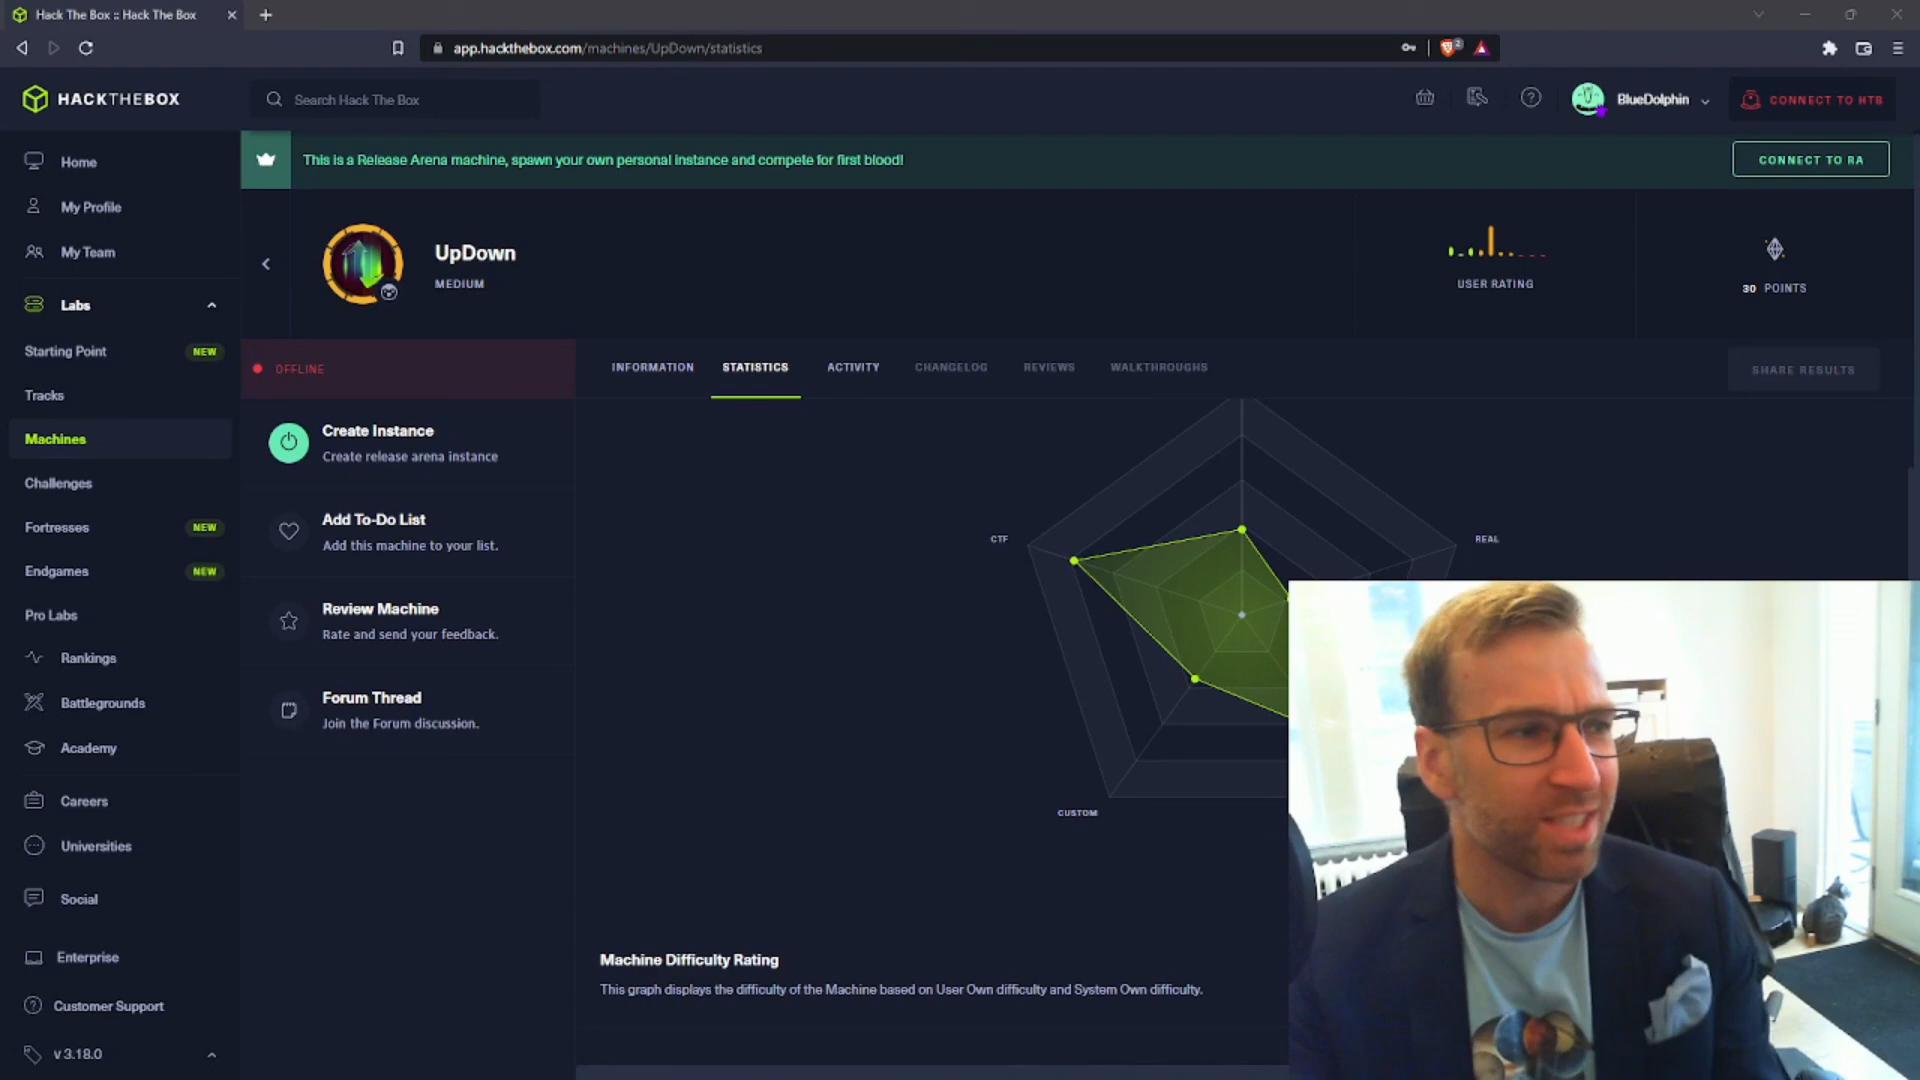 Hack The Box :: Hack The Box
app.hackthebox.com/machines/UpDown/statistics
2
HACKTHEBOX
Search Hack The Box
BlueDolphin
CONNECT TO HTB
Home
This is a Release Arena machine, spawn your own personal instance and compete for first blood!
CONNECT TO RA
My Profile
My Team
UpDown
MEDIUM
USER RATING
30 POINTS
Labs
Starting Point
NEW
Tracks
Machines
Challenges
Fortresses
NEW
Endgames
NEW
Pro Labs
Rankings
Battlegrounds
Academy
Careers
Universities
Social
Enterprise
Customer Support
v 3.18.0
OFFLINE
Create Instance
Create release arena instance
Add To-Do List
Add this machine to your list.
Review Machine
Rate and send your feedback.
Forum Thread
Join the Forum discussion.
INFORMATION
STATISTICS
ACTIVITY
CHANGELOG
REVIEWS
WALKTHROUGHS
SHARE RESULTS
CTF
REAL
CUSTOM
Machine Difficulty Rating
This graph displays the difficulty of the Machine based on User Own difficulty and System Own difficulty.